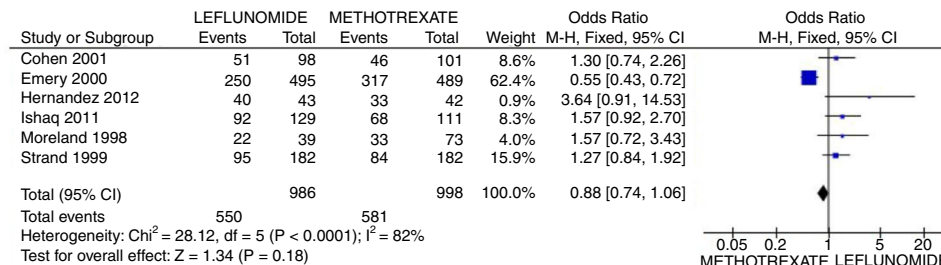 LEFLUNOMIDE METHOTREXATE Odds Ratio Odds Ratio
Study or Subgroup Events Total Events Total Weight M-H, Fixed, 95% CI M-H, Fixed, 95% CI
Cohen 2001 51 98 46 101 8.6% 1.30 [0.74, 2.26]
Emery 2000 250 495 317 489 62.4% 0.55 [0.43, 0.72]
Hernandez 2012 40 43 33 42 0.9% 3.64 [0.91, 14.53]
Ishaq 2011 92 129 68 111 8.3% 1.57 [0.92, 2.70]
Moreland 1998 22 39 33 73 4.0% 1.57 [0.72, 3.43]
Strand 1999 95 182 84 182 15.9% 1.27 [0.84, 1.92]
Total (95% CI) 986 998 100.0% 0.88 [0.74, 1.06]
Total events 550 581
Heterogeneity: Chi² = 28.12, df = 5 (P < 0.0001); I² = 82%
Test for overall effect: Z = 1.34 (P = 0.18)
0.05 0.2 1 5 20
METHOTREXATE LEFLUNOMIDE